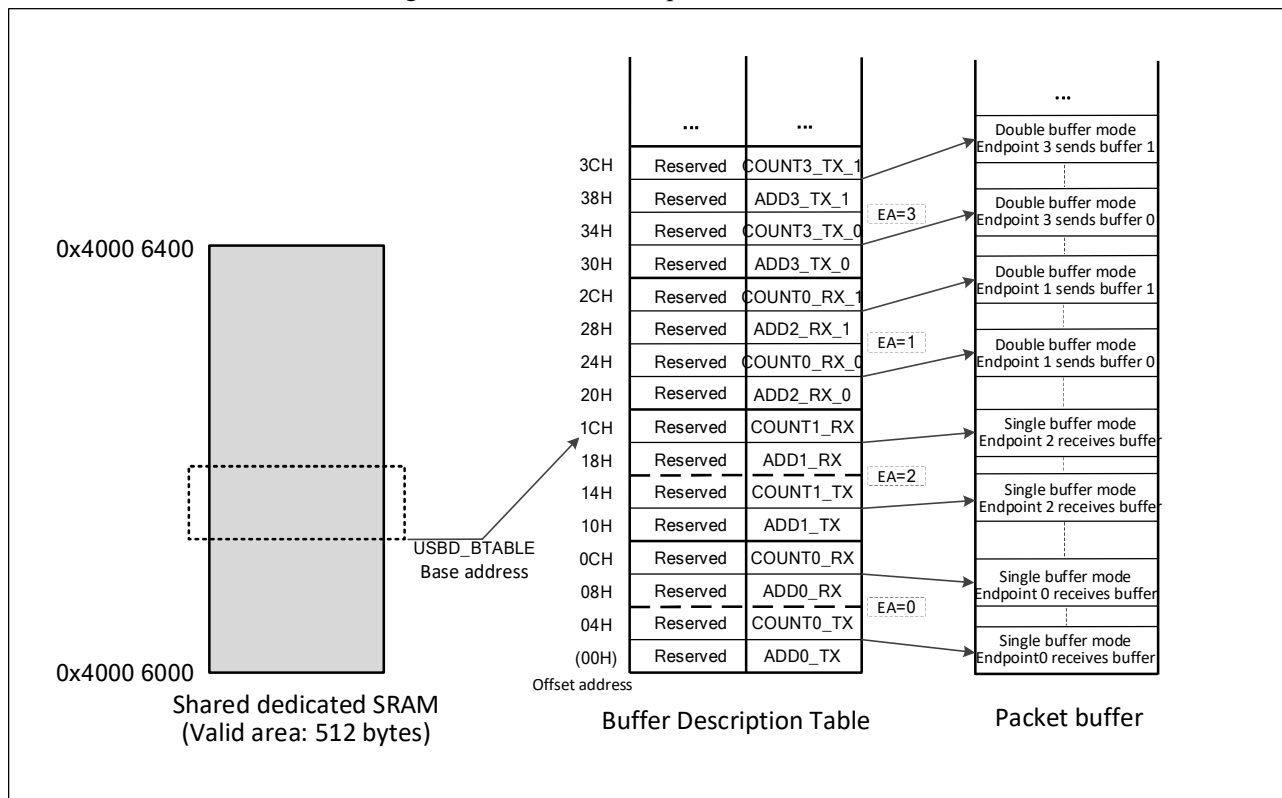 ...
...
3CH Reserved COUNT3_TX_1
38H Reserved ADD3_TX_1
34H Reserved COUNT3_TX_0
30H Reserved ADD3_TX_0
2CH Reserved COUNT0_RX_1
28H Reserved ADD2_RX_1
24H Reserved COUNT0_RX_0
20H Reserved ADD2_RX_0
1CH Reserved COUNT1_RX
18H Reserved ADD1_RX
14H Reserved COUNT1_TX
10H Reserved ADD1_TX
0CH Reserved COUNT0_RX
08H Reserved ADD0_RX
04H Reserved COUNT0_TX
(00H) Reserved ADD0_TX
Offset address
Buffer Description Table
EA=3
EA=1
EA=2
EA=0
...
Double buffer mode
Endpoint 3 sends buffer 1
Double buffer mode
Endpoint 3 sends buffer 0
Double buffer mode
Endpoint 1 sends buffer 1
Double buffer mode
Endpoint 1 sends buffer 0
Single buffer mode
Endpoint 2 receives buffer
Single buffer mode
Endpoint 2 receives buffer
Single buffer mode
Endpoint 0 receives buffer
Single buffer mode
Endpoint0 receives buffer
Packet buffer
0x4000 6400
USBD_BTABLE
Base address
0x4000 6000
Shared dedicated SRAM
(Valid area: 512 bytes)